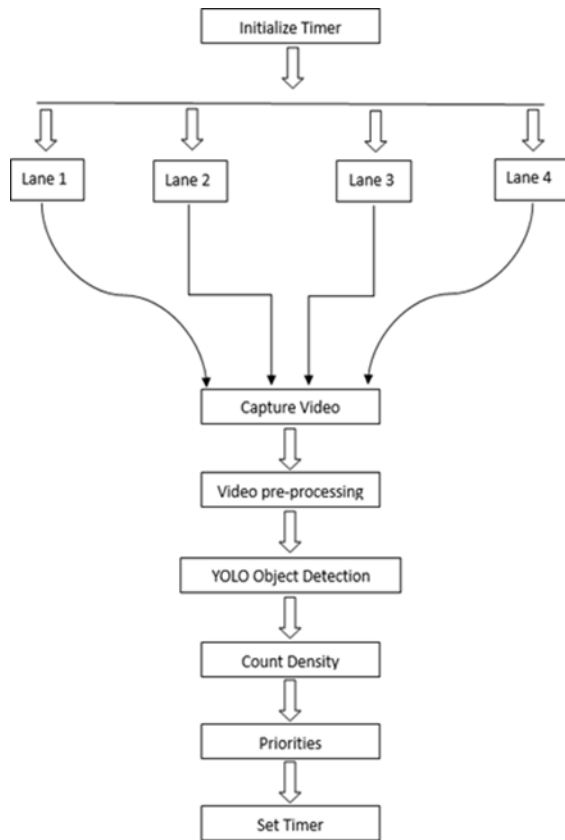 Initialize Timer
Lane 1
Lane 2
Lane 3
Lane 4
Capture Video
Video pre-processing
YOLO Object Detection
Count Density
Priorities
Set Timer